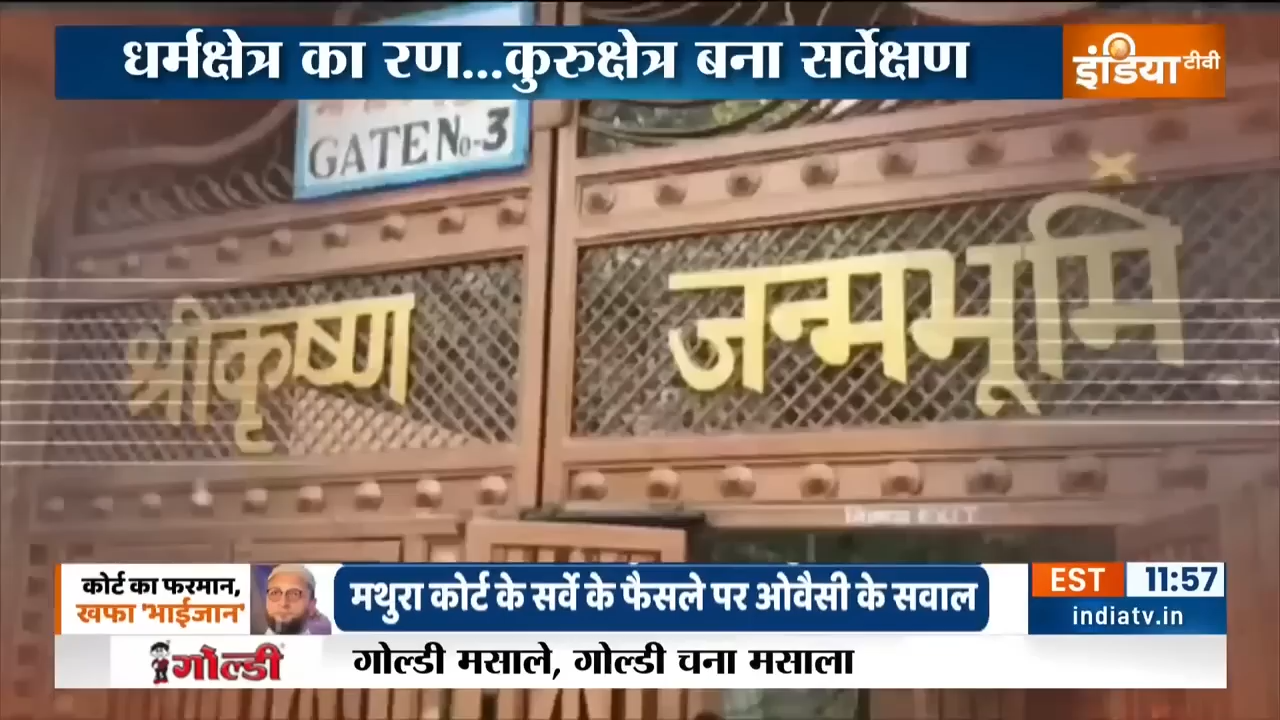 धर्मक्षेत्र का रण...कुरुक्षेत्र बना सर्वेक्षण
इंडिया टीवी
GATE No-3
श्रीकृष्ण जन्मभूमि
कोर्ट का फरमान,
खफा 'भाईजान'
मथुरा कोर्ट के सर्वे के फैसले पर ओवैसी के सवाल
EST 11:57
indiatv.in
गोल्डी
गोल्डी मसाले, गोल्डी चना मसाला